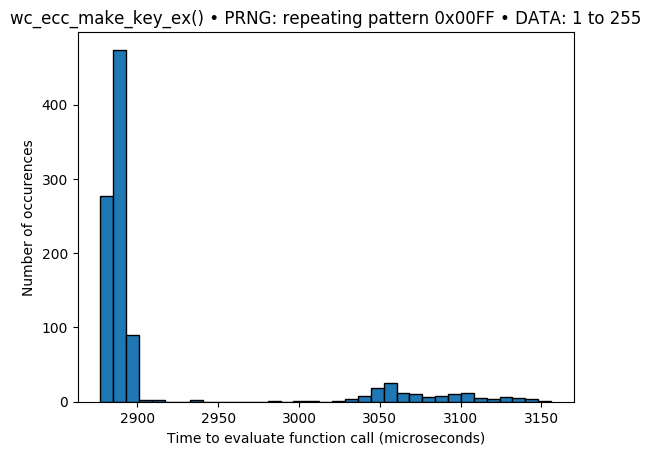 wc_ecc_make_key_ex() • PRNG: repeating pattern 0x00FF • DATA: 1 to 255
Number of occurences
400
300
200
100
0
2900 2950 3000 3050 3100 3150
Time to evaluate function call (microseconds)